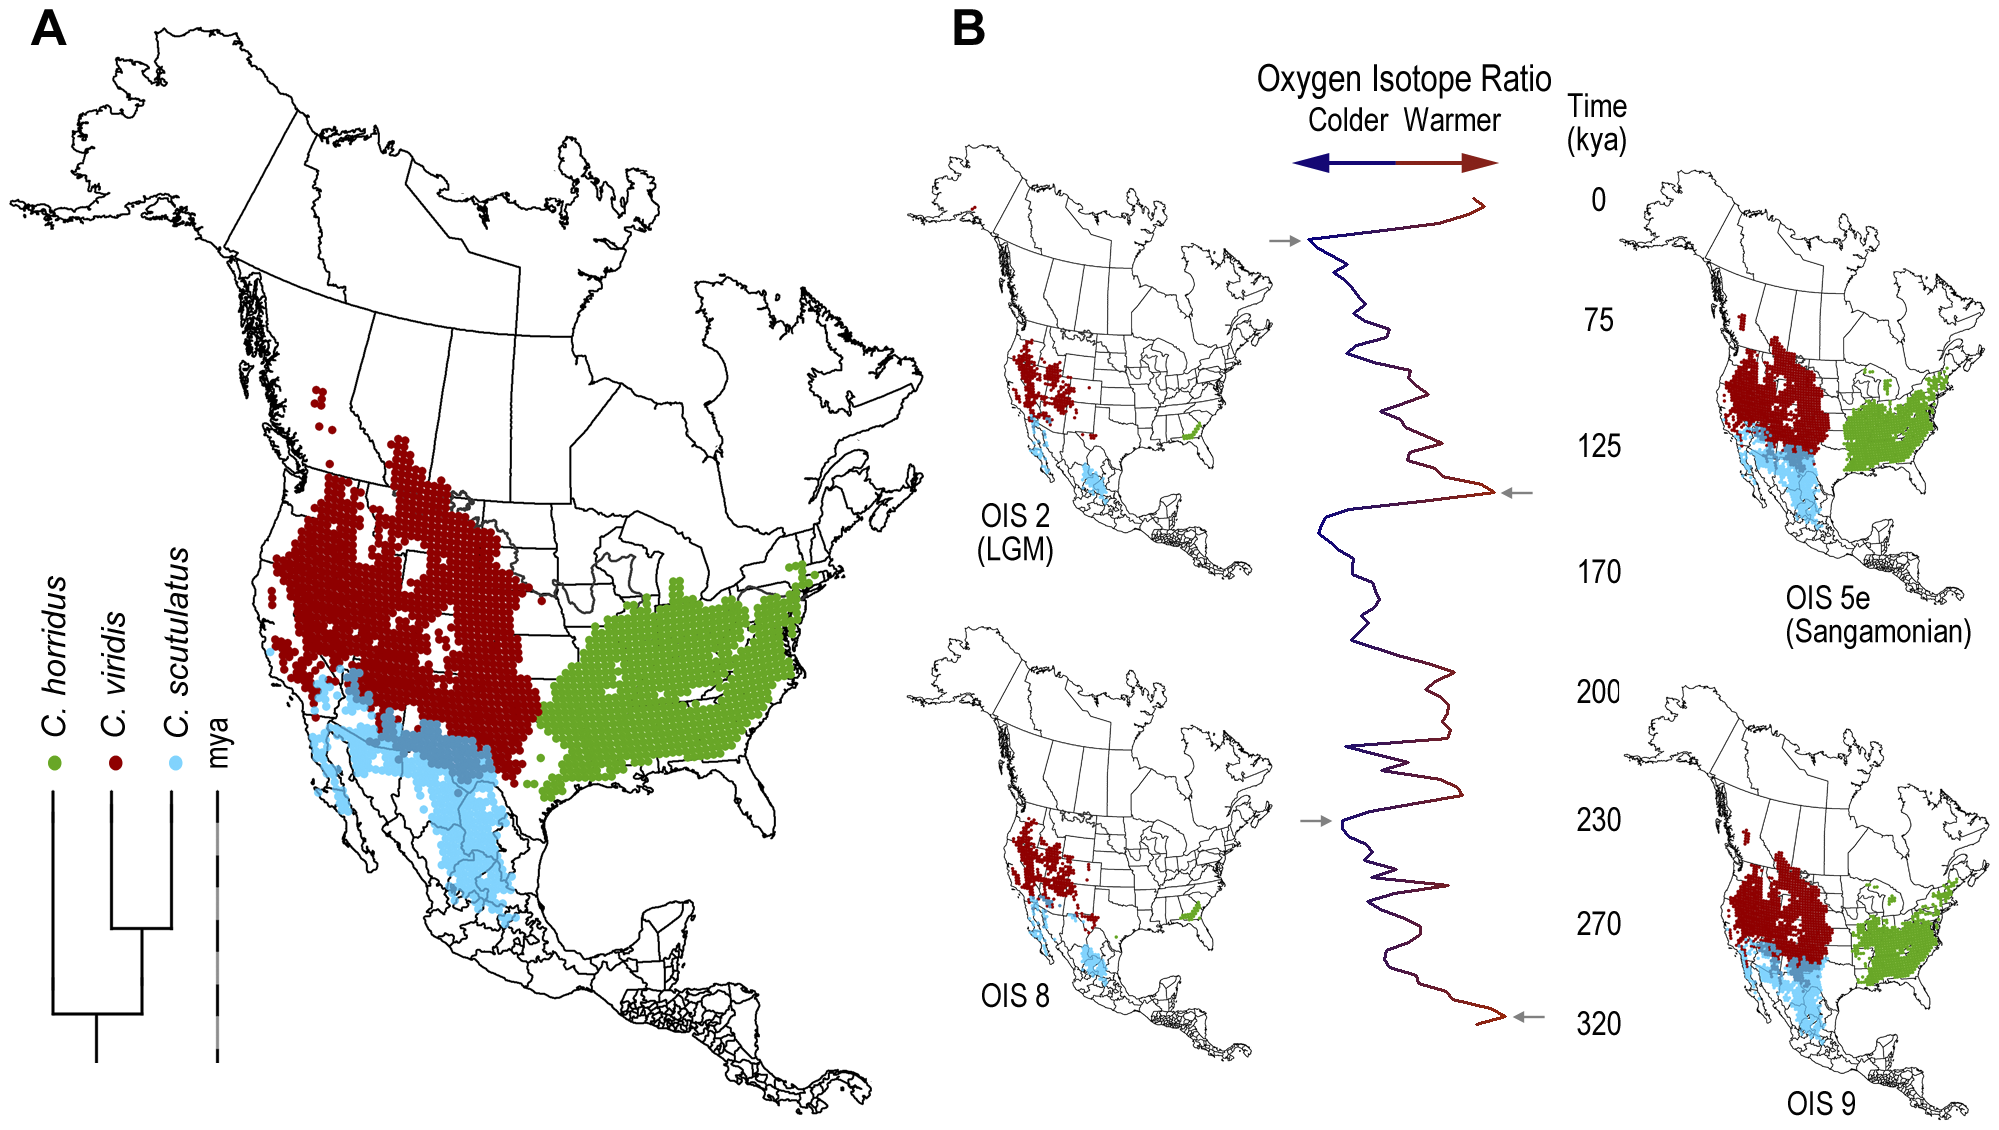 A
C. horridus
C. viridis
C. scutulatus
mya
B
Oxygen Isotope Ratio
Colder Warmer
Time
(kya)
0
75
125
170
200
230
270
320
OIS 2
(LGM)
OIS 8
OIS 5e
(Sangamonian)
OIS 9